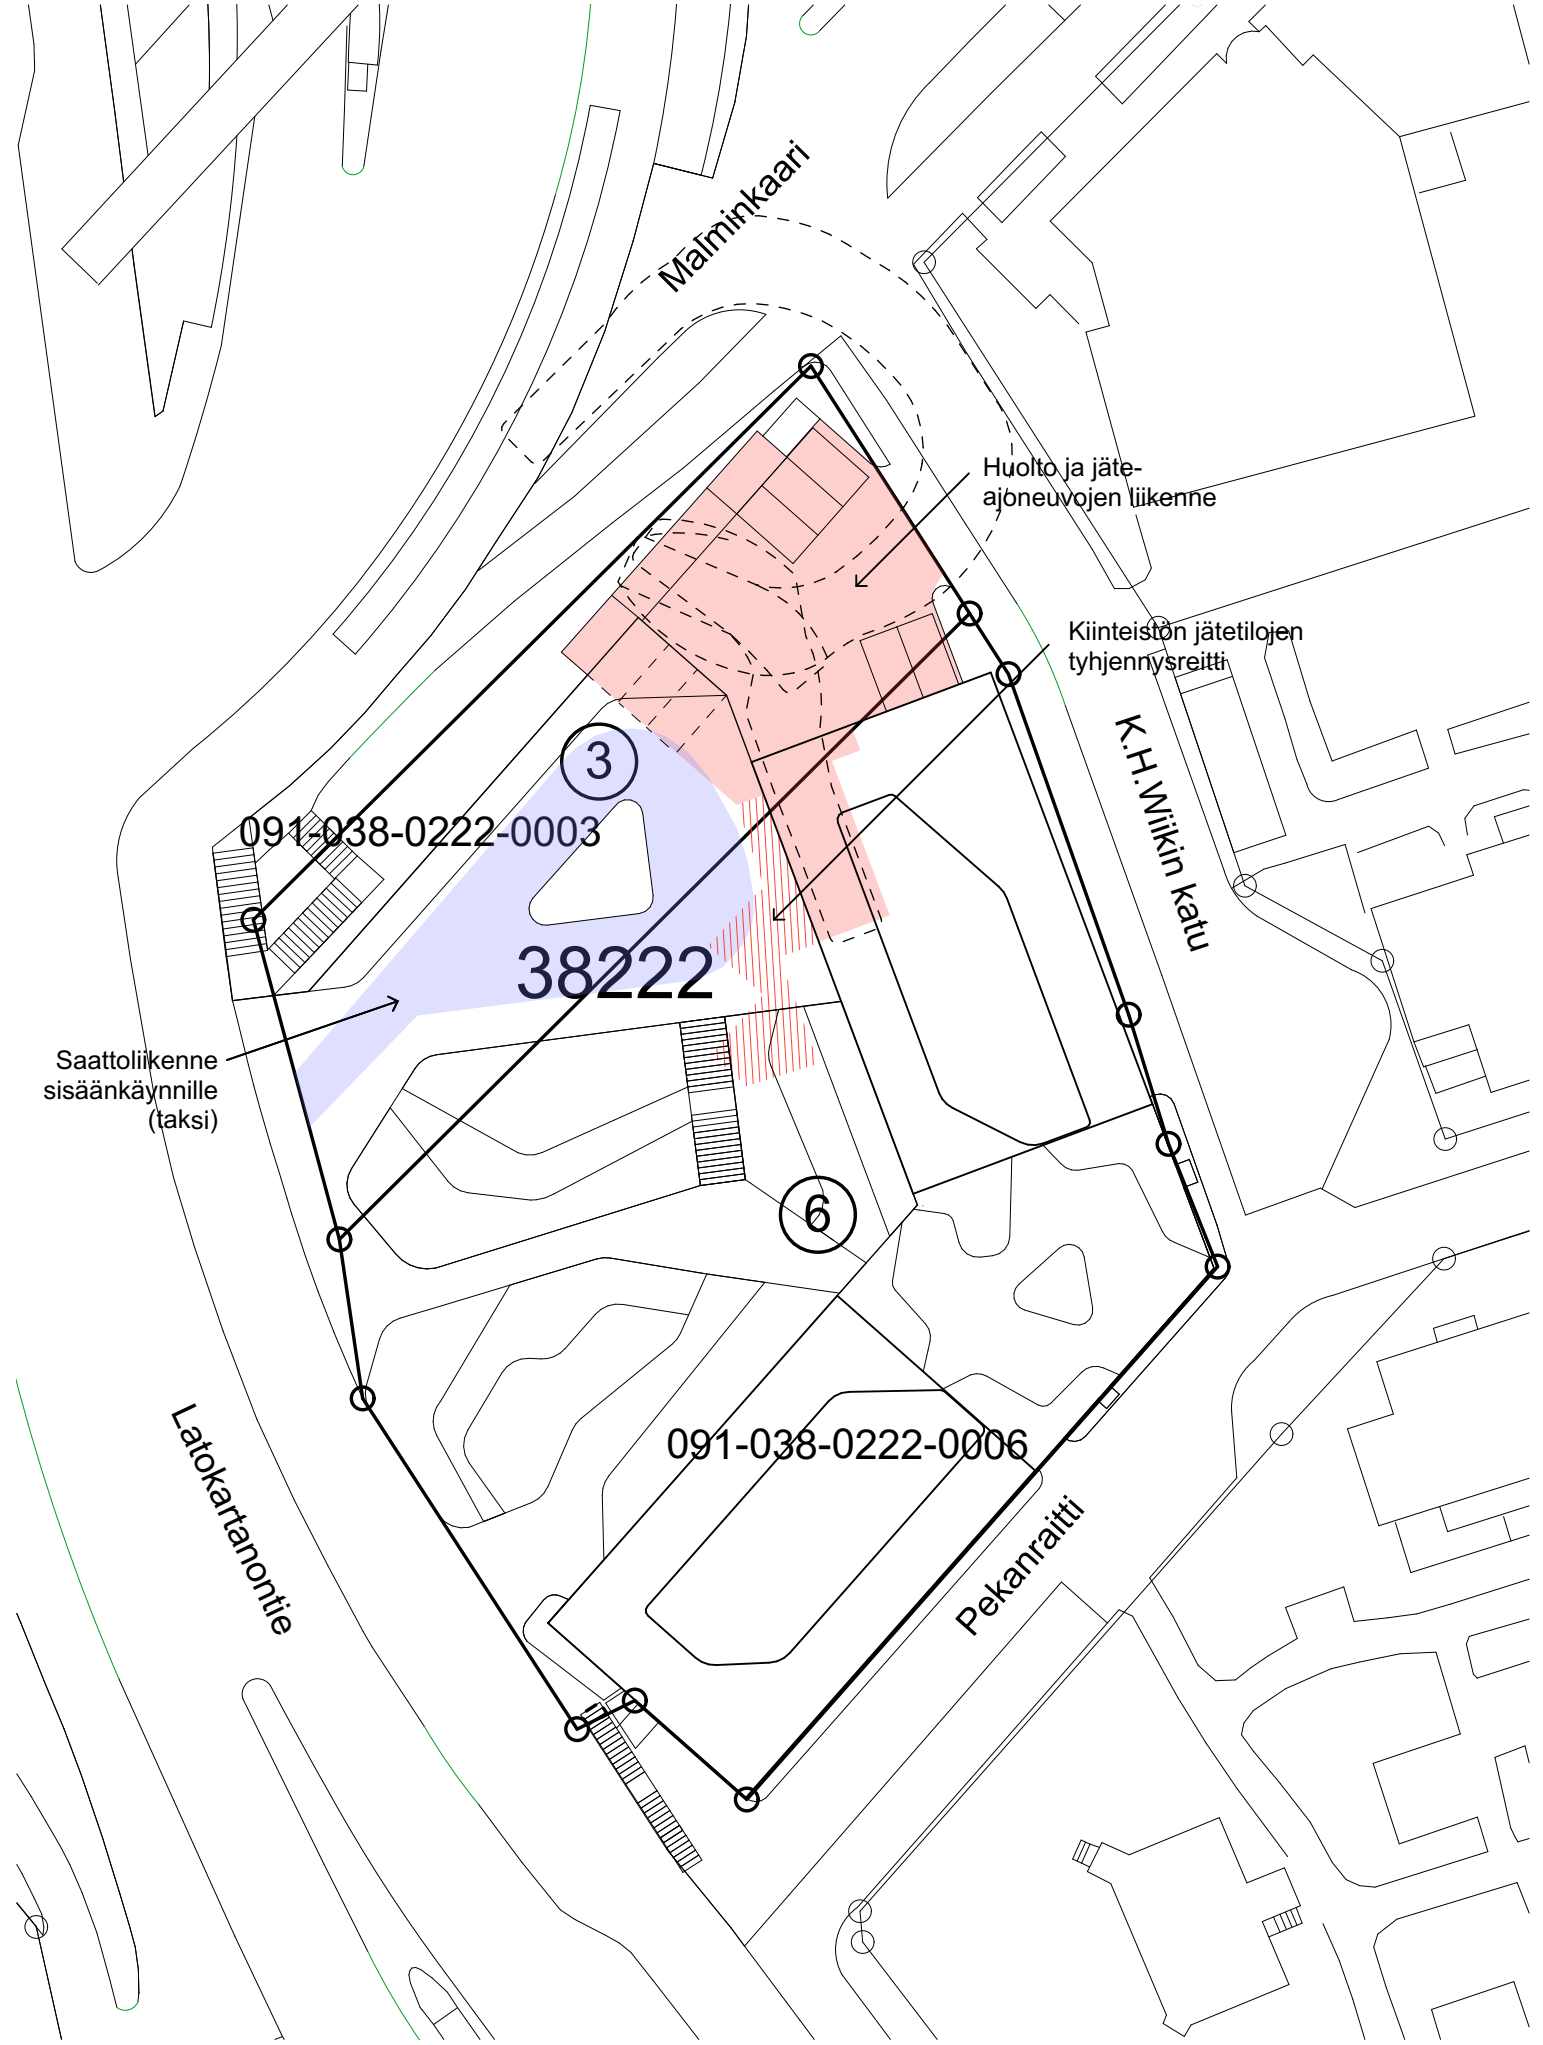 Malminkaari
Huolto ja jäte-
ajoneuvojen liikenne
Kiinteistön jätetilojen
tyhjennysreitti
3
K.H.Wiikin katu
091-038-0222-0003
38222
Saattoliikenne
sisäänkäynnille
(taksi)
6
091-038-0222-0006
Latokartanontie
Pekanraitti